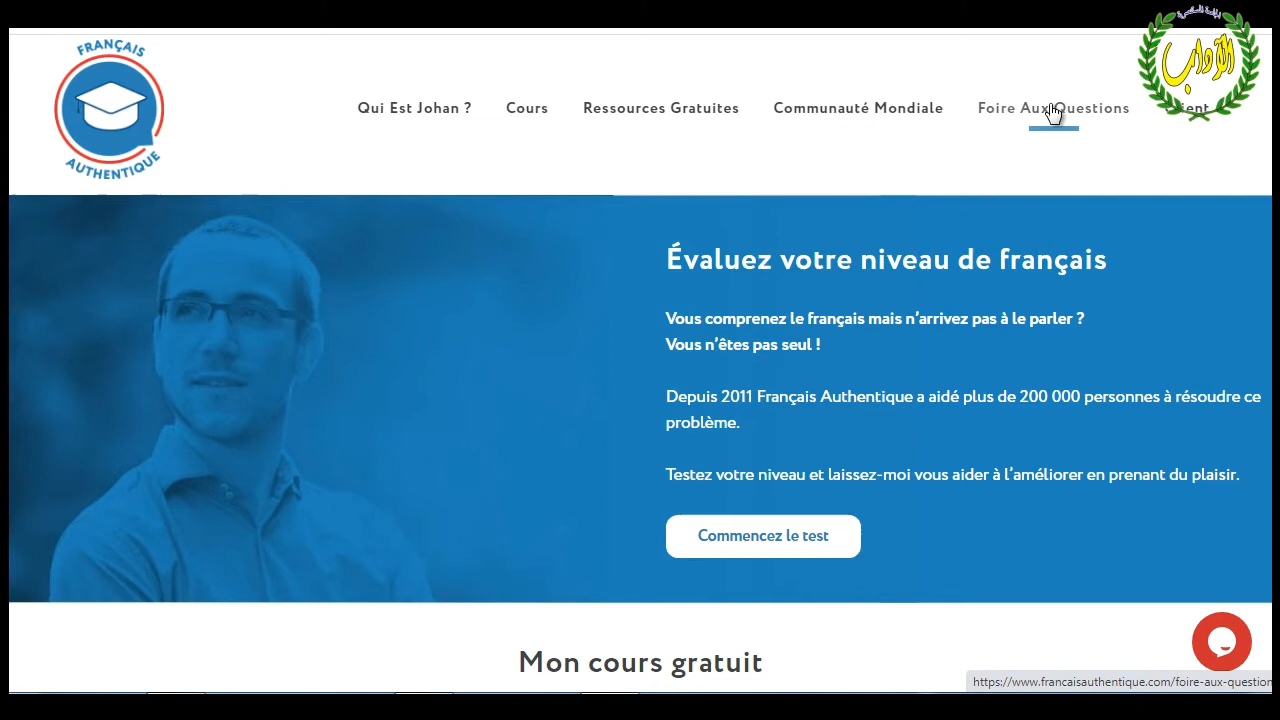 FRANÇAIS
AUTHENTIQUE
Qui Est Johan ?
Cours
Ressources Gratuites
Communauté Mondiale
Foire Aux Questions
الآداب
Évaluez votre niveau de français
Vous comprenez le français mais n'arrivez pas à le parler ?
Vous n'êtes pas seul !
Depuis 2011 Français Authentique a aidé plus de 200 000 personnes à résoudre ce
problème.
Testez votre niveau et laissez-moi vous aider à l'améliorer en prenant du plaisir.
Commencez le test
Mon cours gratuit
https://www.francaisauthentique.com/foire-aux-question